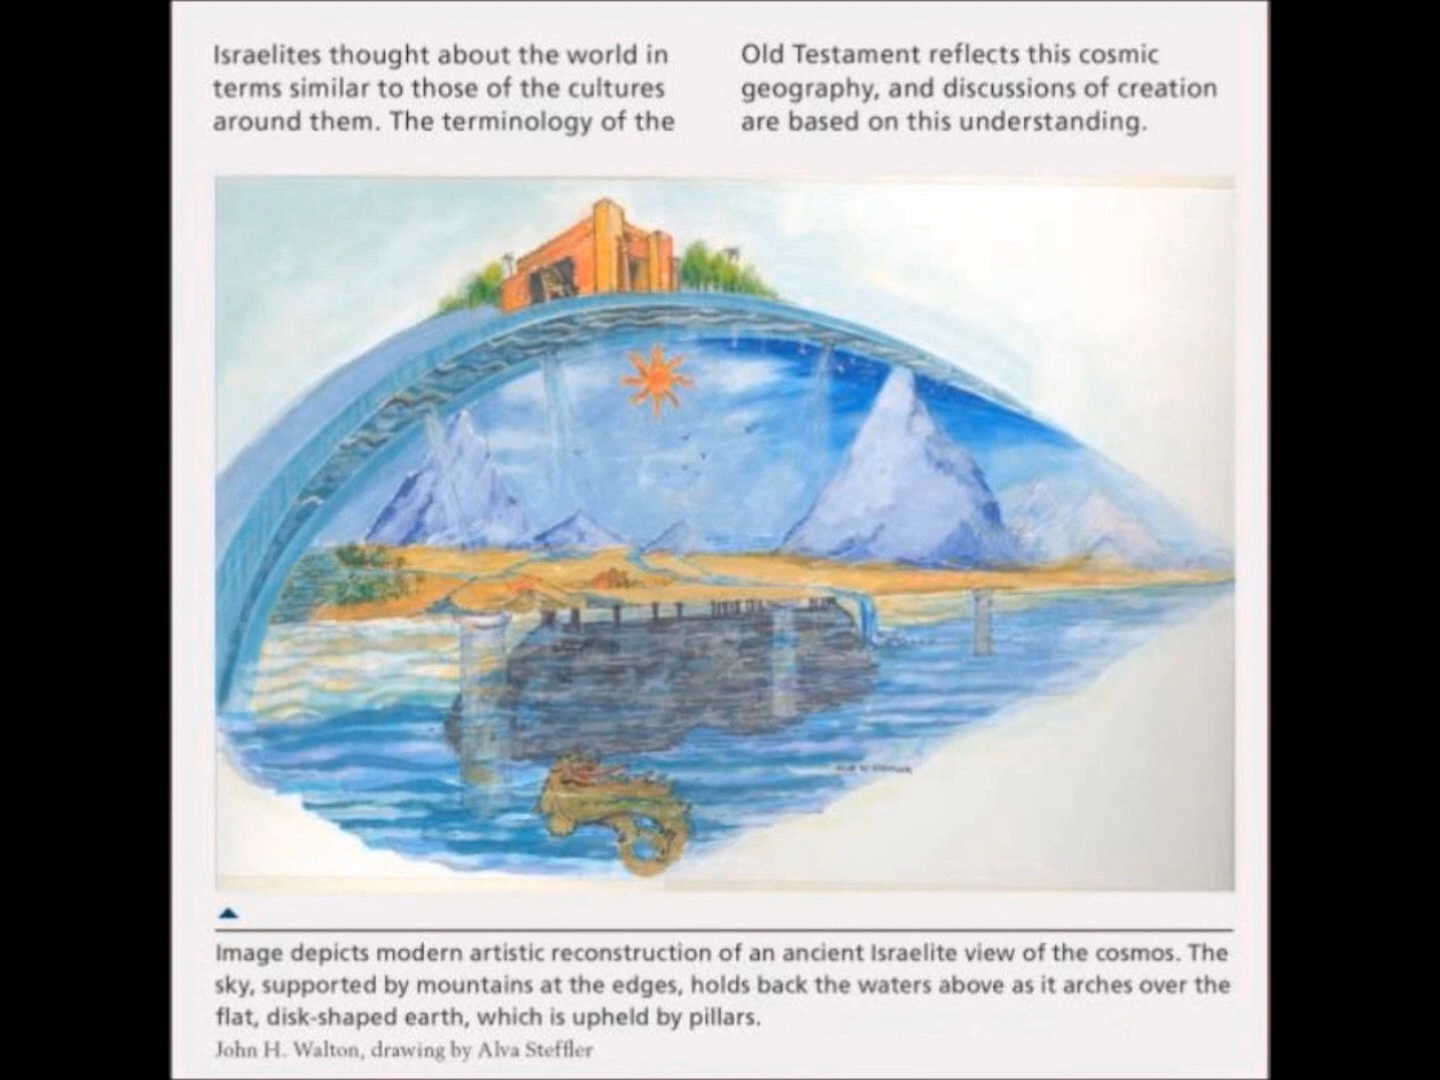 Israelites thought about the world in
terms similar to those of the cultures
around them. The terminology of the
Old Testament reflects this cosmic
geography, and discussions of creation
are based on this understanding.
Image depicts modern artistic reconstruction of an ancient Israelite view of the cosmos. The
sky, supported by mountains at the edges, holds back the waters above as it arches over the
flat, disk-shaped earth, which is upheld by pillars.
John H. Walton, drawing by Alva Steffler